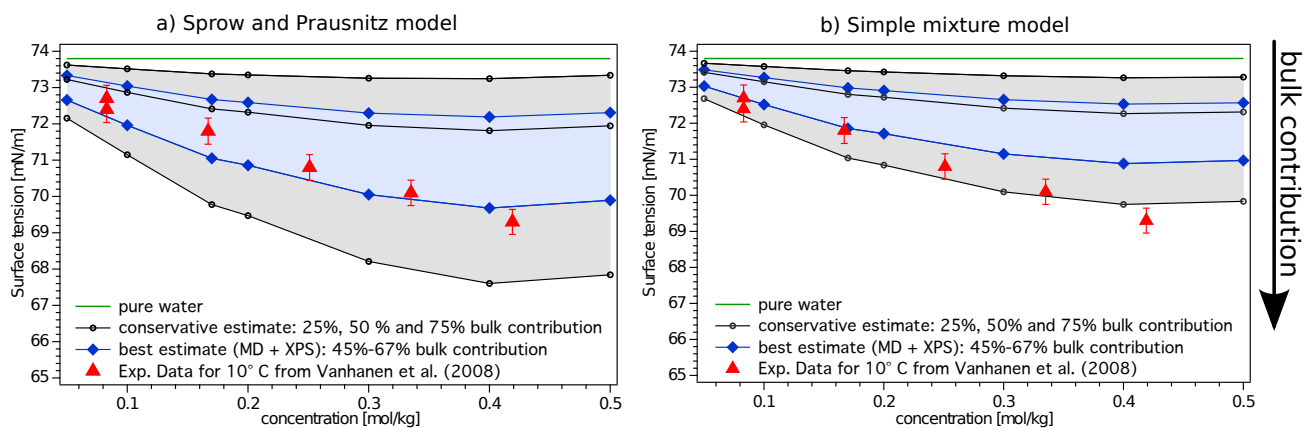 a) Sprow and Prausnitz model
74
73
72
71
70
69
68
67
66
65
Surface tension [mN/m]
pure water
conservative estimate: 25%, 50 % and 75% bulk contribution
best estimate (MD + XPS): 45%-67% bulk contribution
Exp. Data for 10° C from Vanhanen et al. (2008)
0.1 0.2 0.3 0.4 0.5
concentration [mol/kg]
b) Simple mixture model
74
73
72
71
70
69
68
67
66
65
Surface tension [mN/m]
pure water
conservative estimate: 25%, 50% and 75% bulk contribution
best estimate (MD + XPS): 45%-67% bulk contribution
Exp. Data for 10° C from Vanhanen et al. (2008)
0.1 0.2 0.3 0.4 0.5
concentration [mol/kg]
bulk contribution